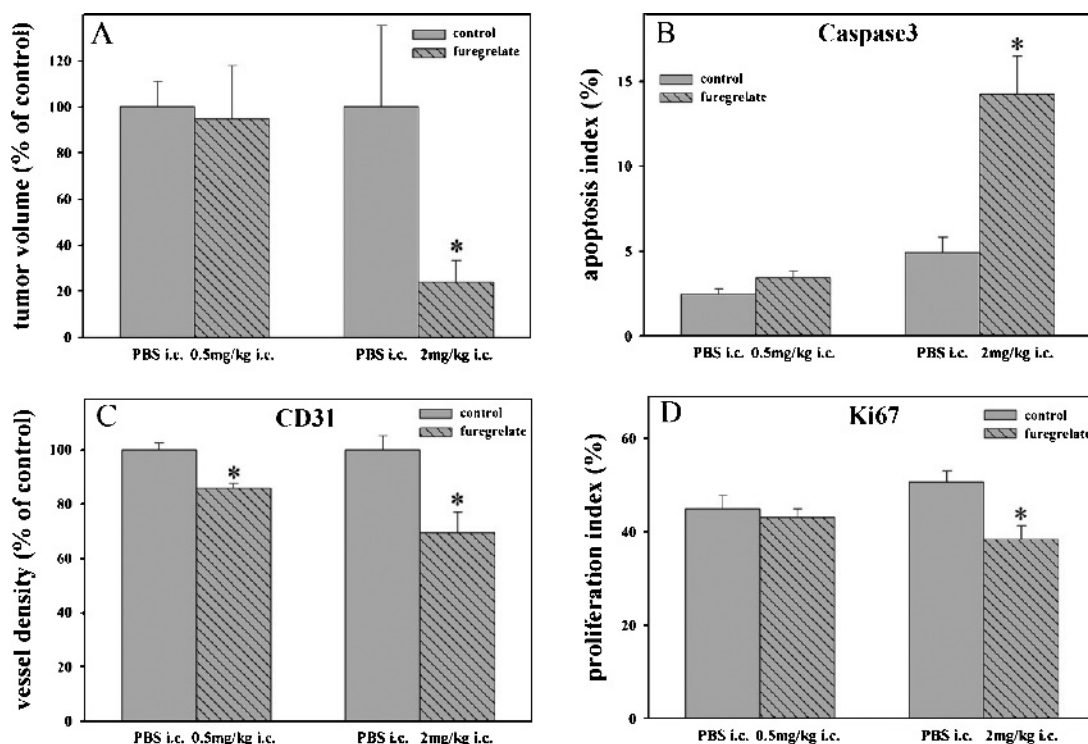 A
control
furegrelate
tumor volume (% of control)
120
100
80
60
40
20
0
*
PBS i.c. 0.5mg/kg i.c. PBS i.c. 2mg/kg i.c.
B
Caspase3
control
furegrelate
apoptosis index (%)
15
10
5
0
*
PBS i.c. 0.5mg/kg i.c. PBS i.c. 2mg/kg i.c.
C
CD31
control
furegrelate
vessel density (% of control)
100
80
60
40
20
0
*
*
PBS i.c. 0.5mg/kg i.c. PBS i.c. 2mg/kg i.c.
D
Ki67
control
furegrelate
proliferation index (%)
60
40
20
0
*
PBS i.c. 0.5mg/kg i.c. PBS i.c. 2mg/kg i.c.